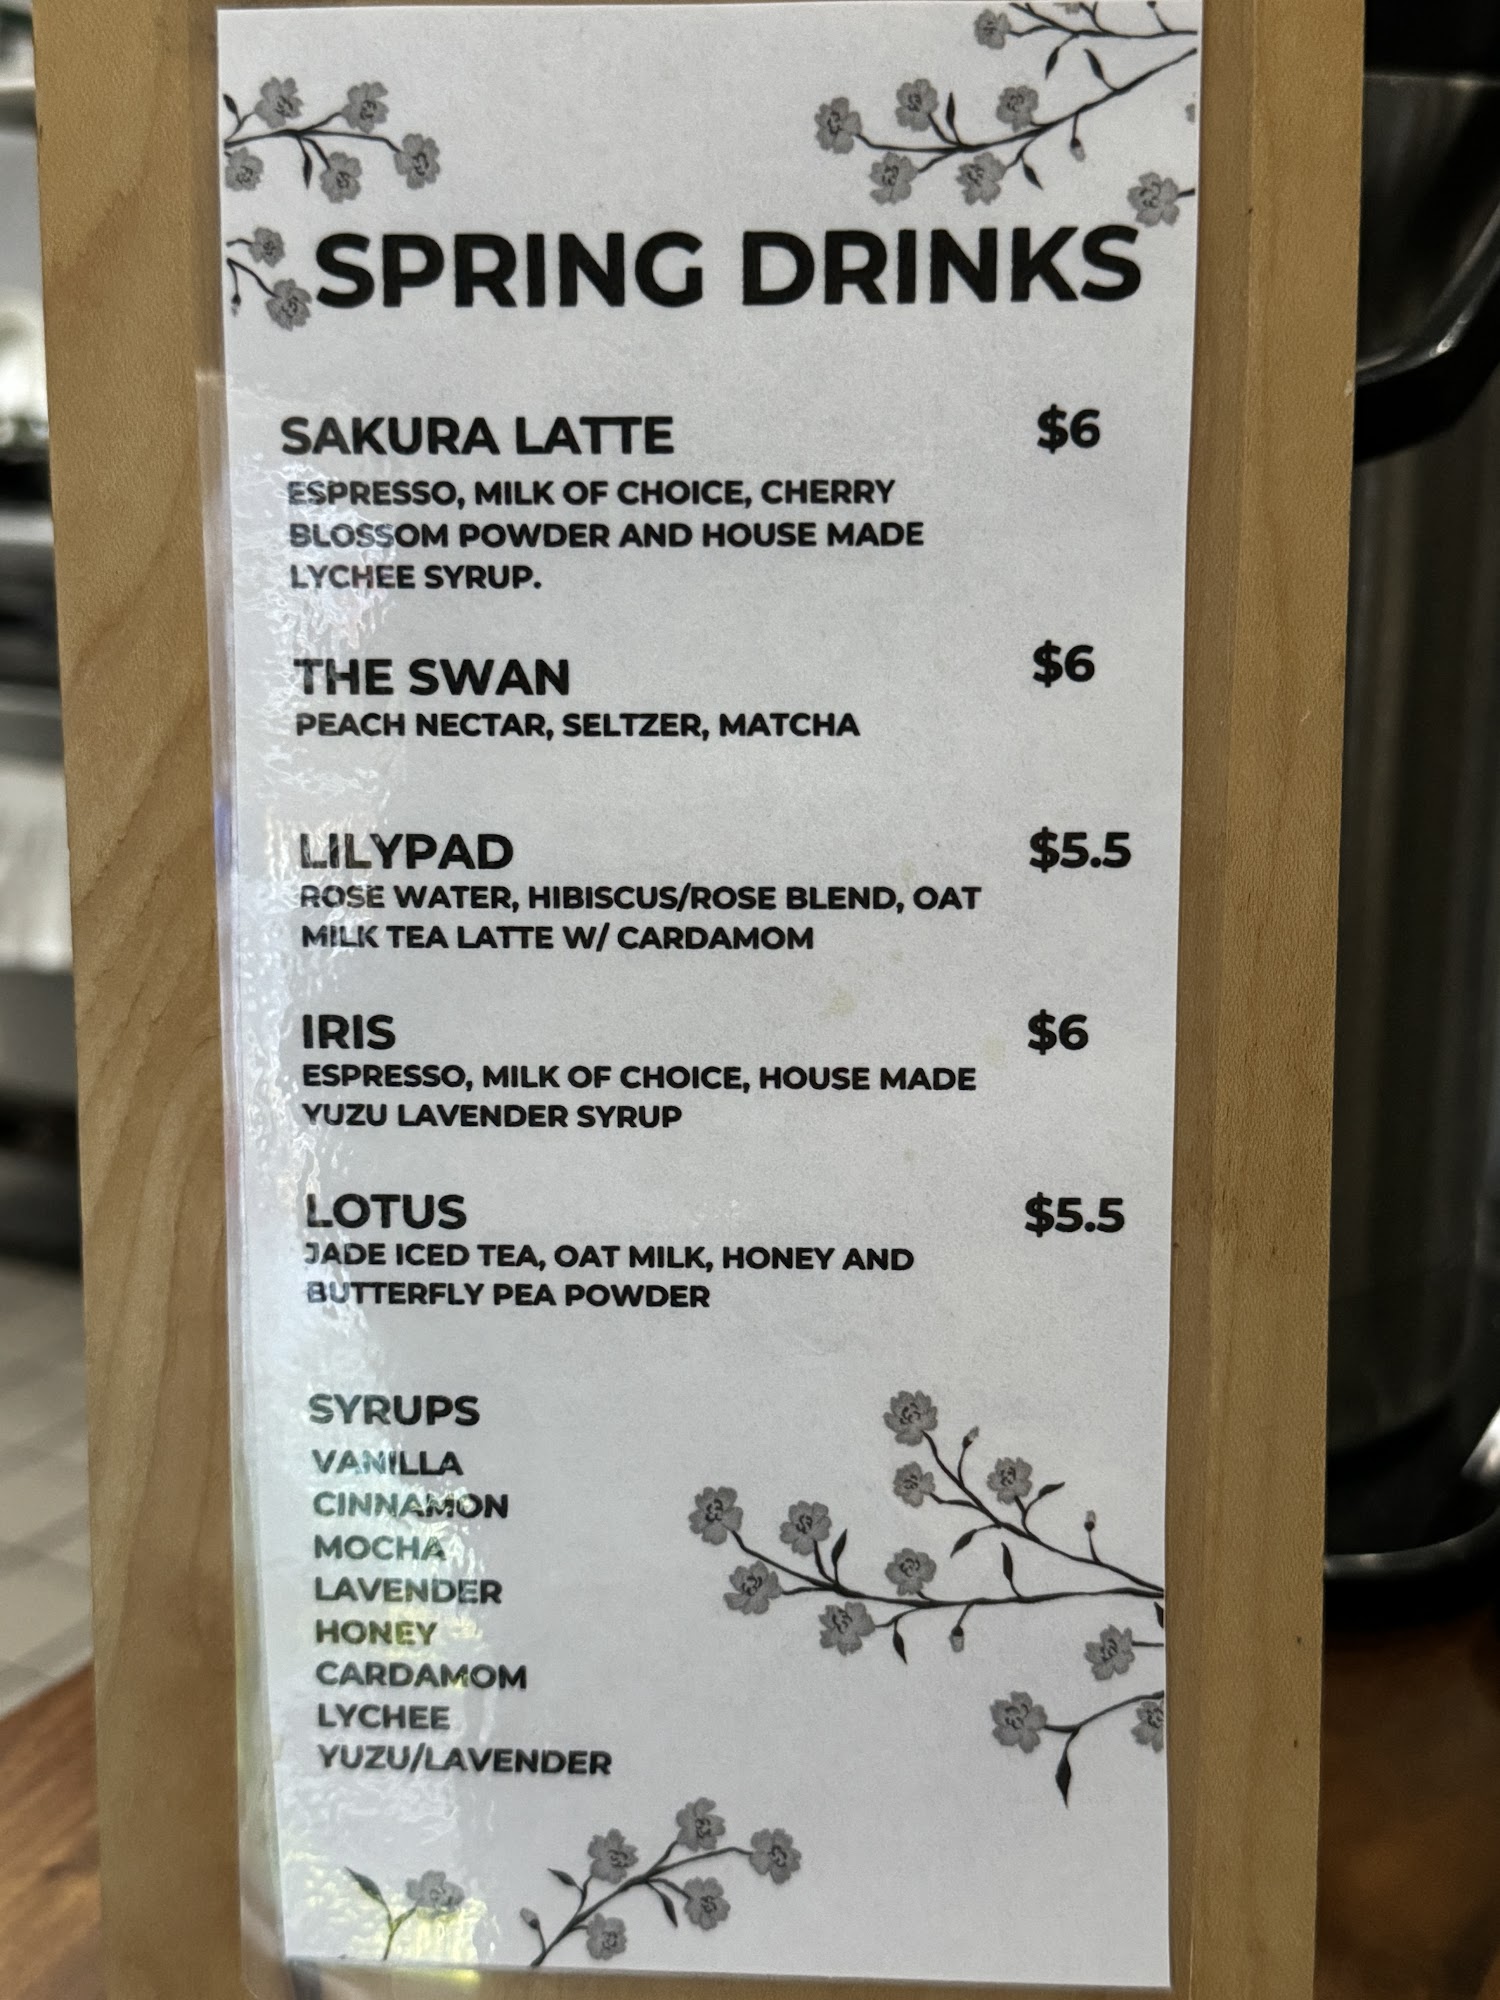 SPRING DRINKS
SAKURA LATTE $6
ESPRESSO, MILK OF CHOICE, CHERRY
BLOSSOM POWDER AND HOUSE MADE
LYCHEE SYRUP.
THE SWAN $6
PEACH NECTAR, SELTZER, MATCHA
LILYPAD $5.5
ROSE WATER, HIBISCUS/ROSE BLEND, OAT
MILK TEA LATTE W/ CARDAMOM
IRIS $6
ESPRESSO, MILK OF CHOICE, HOUSE MADE
YUZU LAVENDER SYRUP
LOTUS $5.5
JADE ICED TEA, OAT MILK, HONEY AND
BUTTERFLY PEA POWDER
SYRUPS
VANILLA
CINNAMON
MOCHA
LAVENDER
HONEY
CARDAMOM
LYCHEE
YUZU/LAVENDER